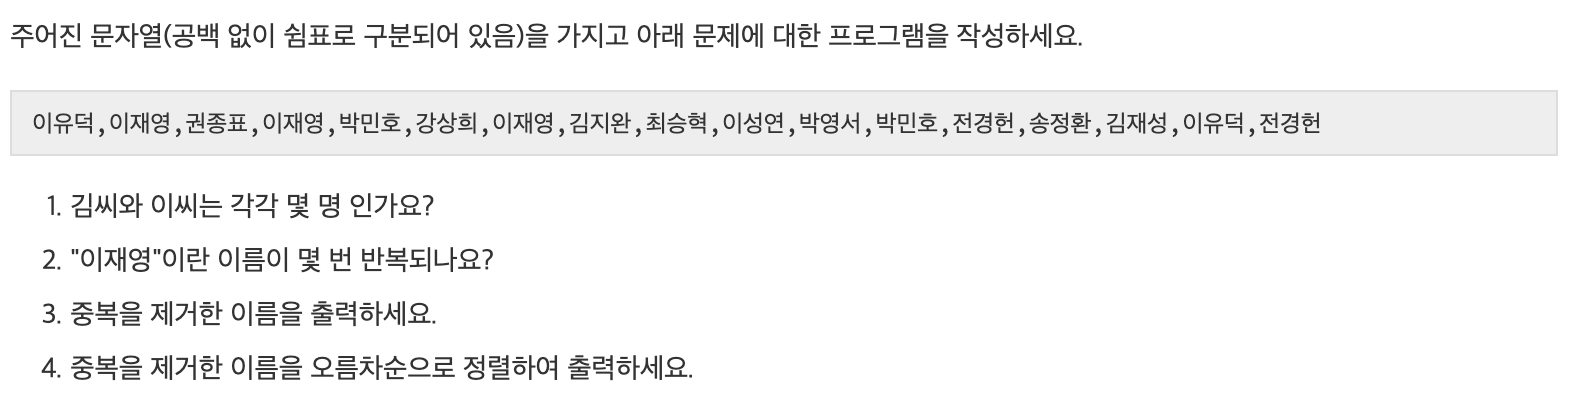 주어진 문자열(공백 없이 쉼표로 구분되어 있음)을 가지고 아래 문제에 대한 프로그램을 작성하세요.
이유덕,이재영,권종표,이재영,박민호,강상희,이재영,김지완,최승혁,이성연,박영서,박민호,전경헌,송정환,김재성,이유덕,전경헌
1. 김씨와 이씨는 각각 몇 명 인가요?
2. "이재영"이란 이름이 몇 번 반복되나요?
3. 중복을 제거한 이름을 출력하세요.
4. 중복을 제거한 이름을 오름차순으로 정렬하여 출력하세요.